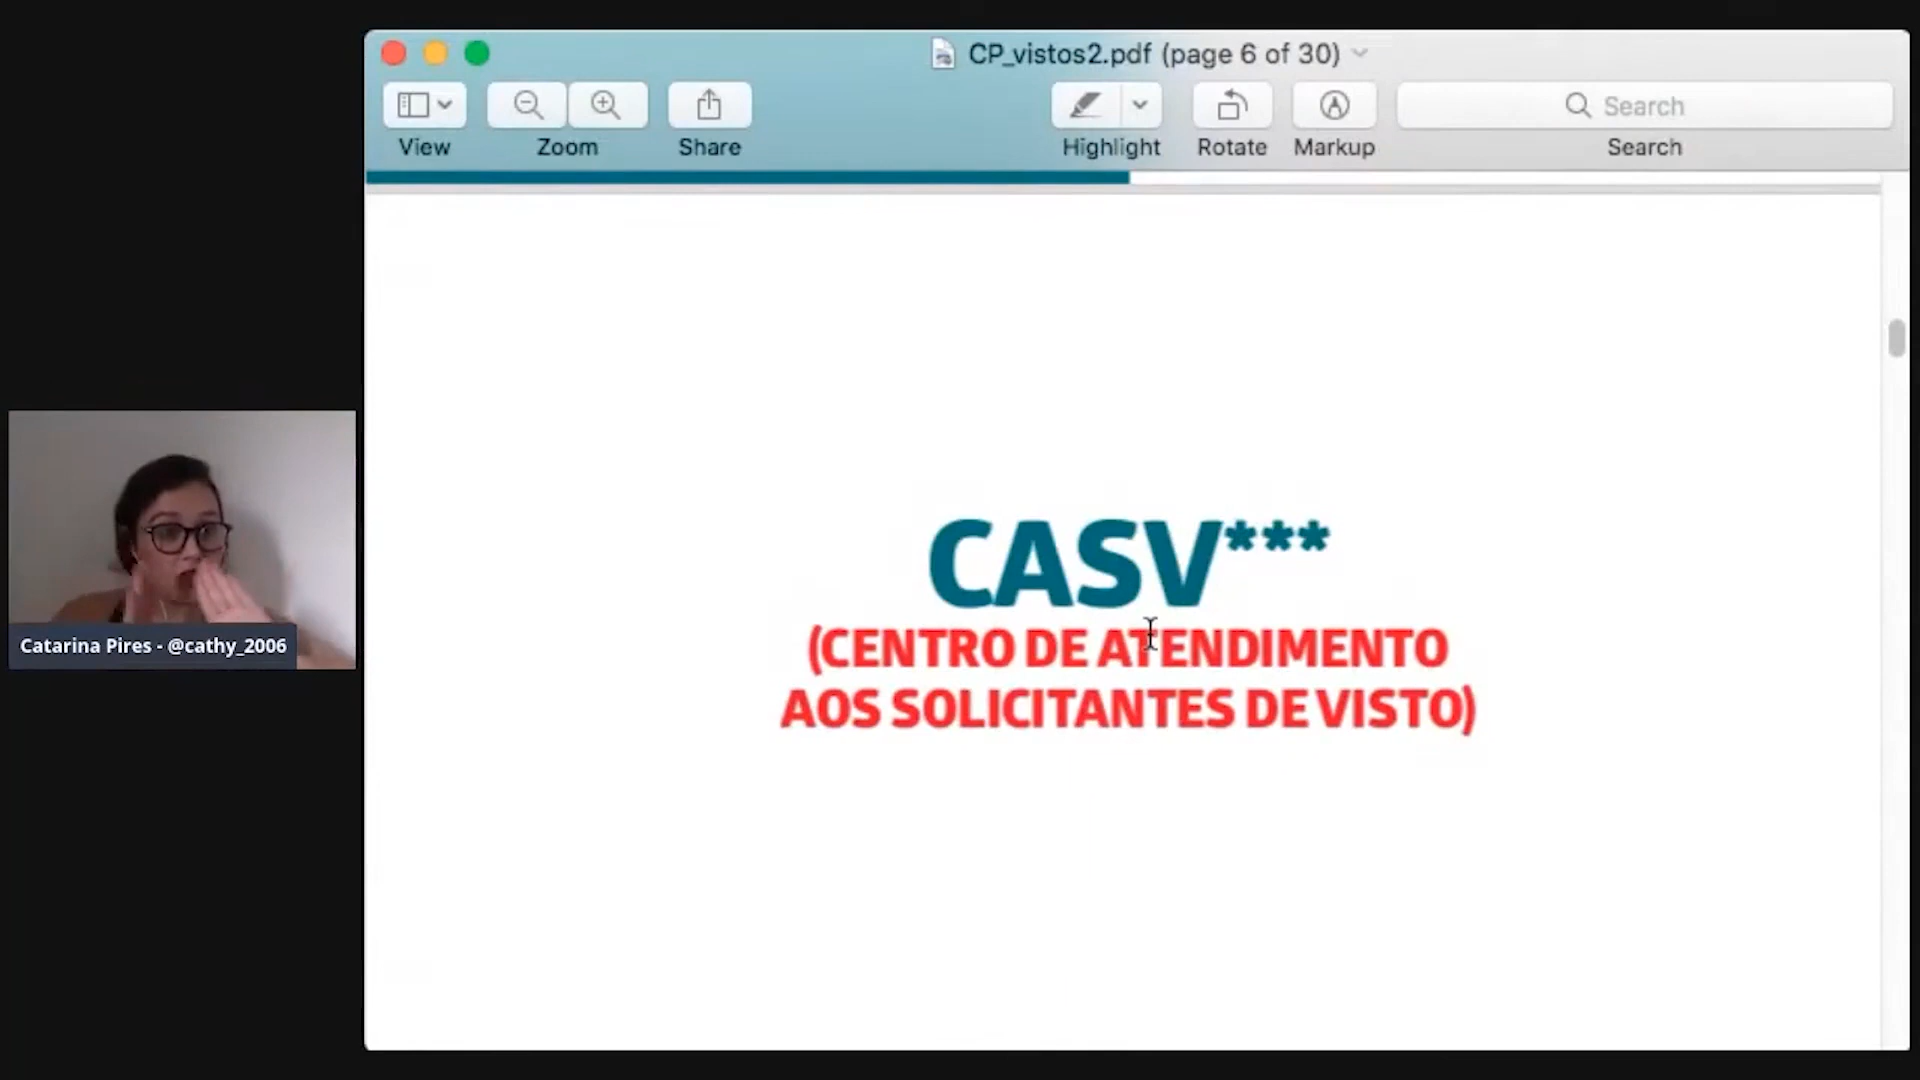 CP_vistos2.pdf (page 6 of 30)
View
Zoom
Share
Highlight
Rotate
Markup
Search
Search
CASV***
(CENTRO DE ATENDIMENTO
AOS SOLICITANTES DE VISTO)
Catarina Pires - @cathy_2006